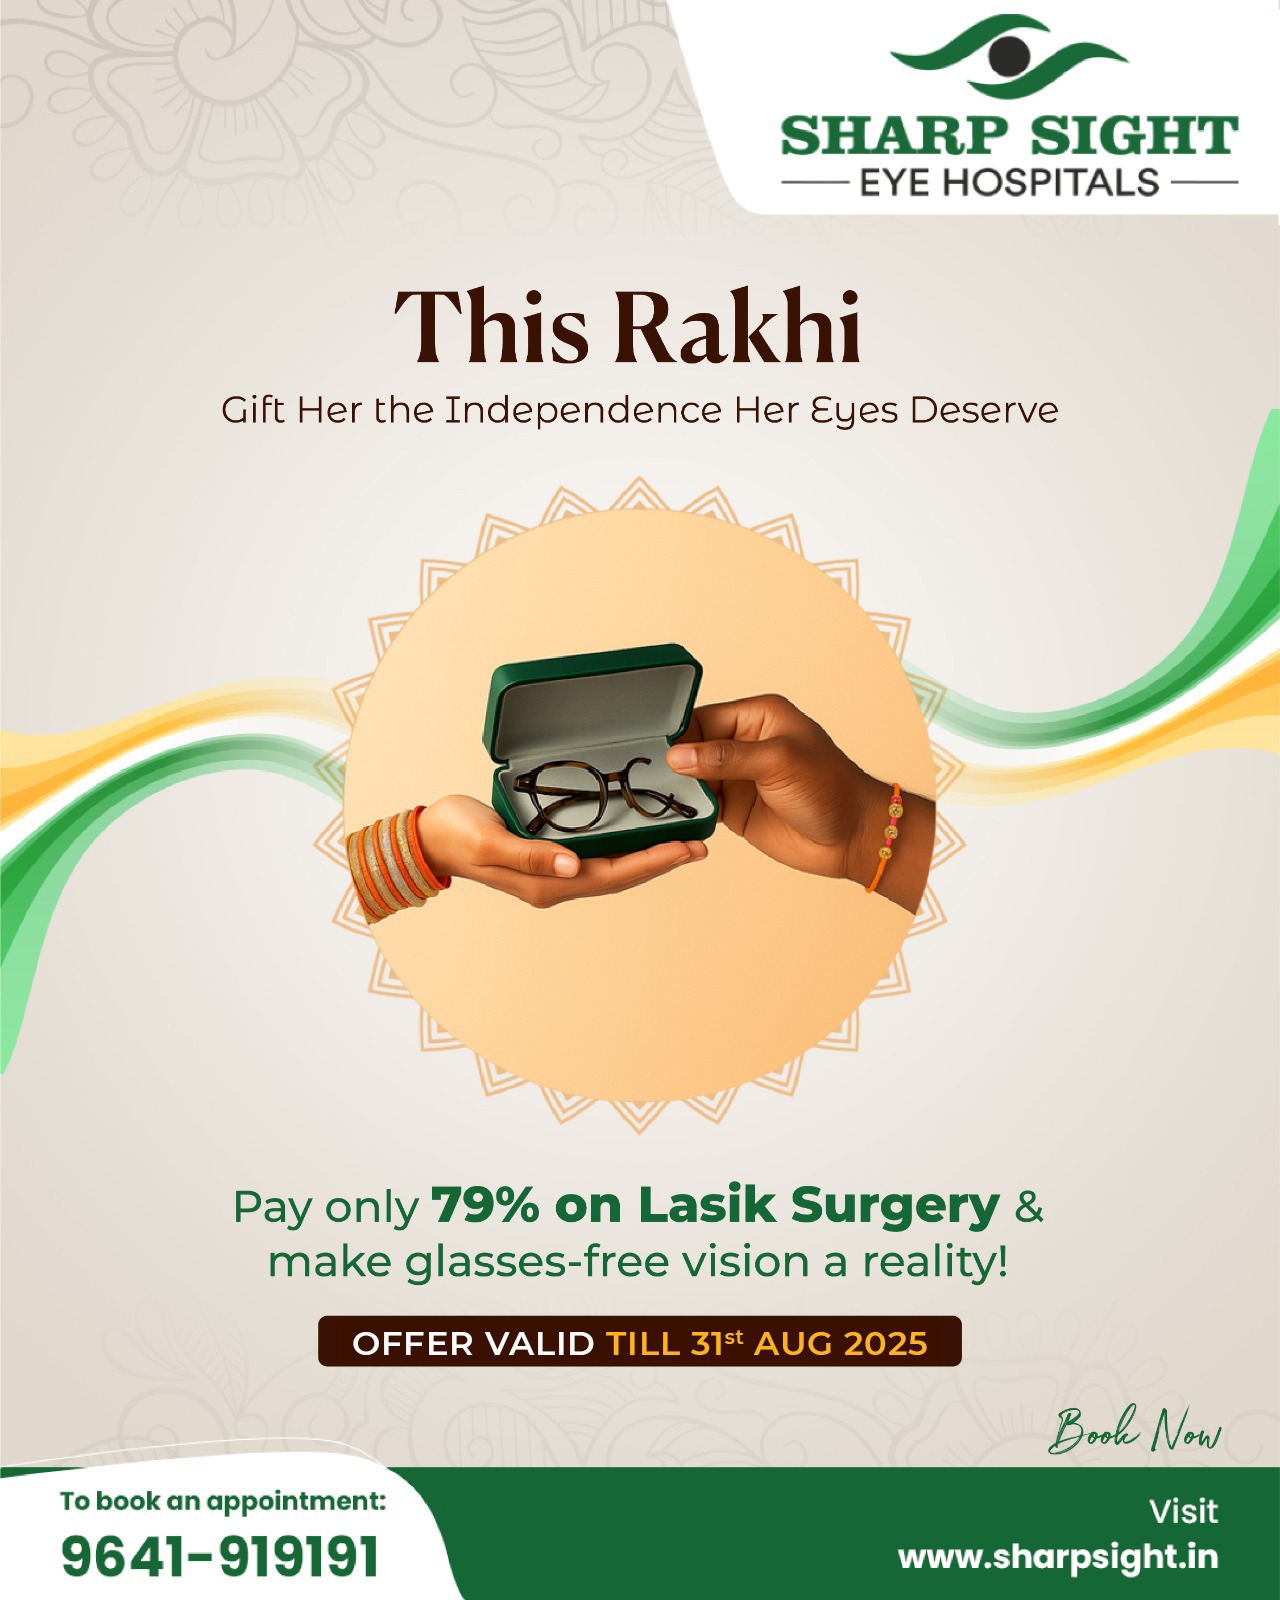 SHARP SIGHT
EYE HOSPITALS
This Rakhi
Gift Her the Independence Her Eyes Deserve
Pay only 79% on Lasik Surgery &
make glasses-free vision a reality!
OFFER VALID TILL 31st AUG 2025
Book Now
To book an appointment:
9641-919191
Visit
www.sharpsight.in